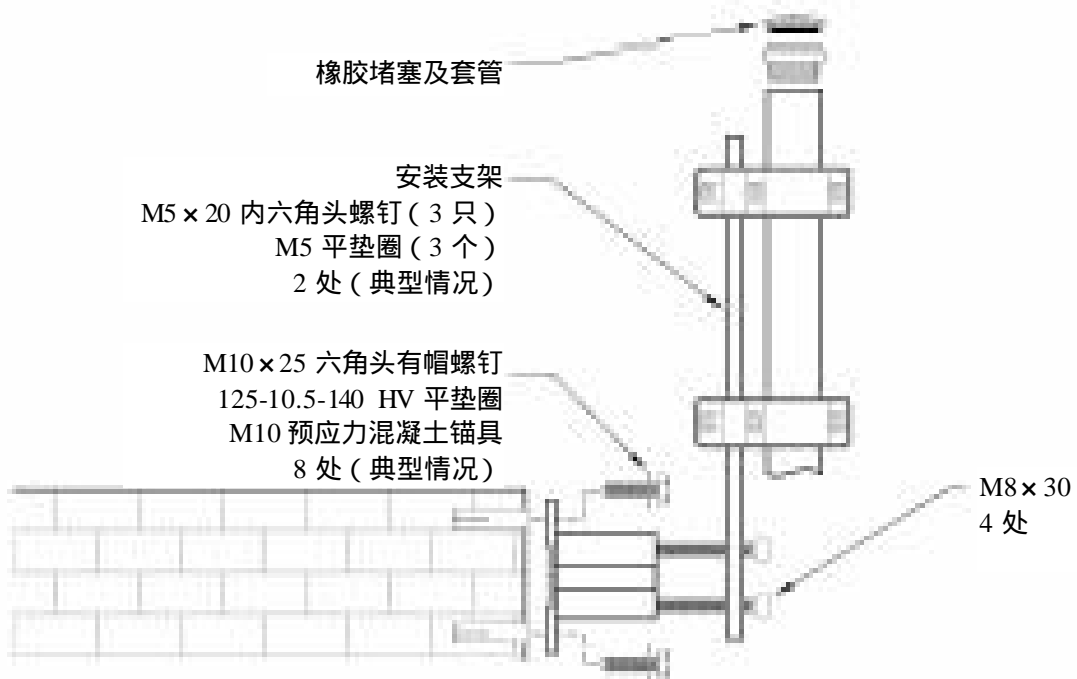 橡胶堵塞及套管
安装支架
M5×20 内六角头螺钉（3 只）
M5 平垫圈（3 个）
2 处（典型情况）
M10×25 六角头有帽螺钉
125-10.5-140 HV 平垫圈
M10 预应力混凝土锚具
8 处（典型情况）
M8×30
4 处